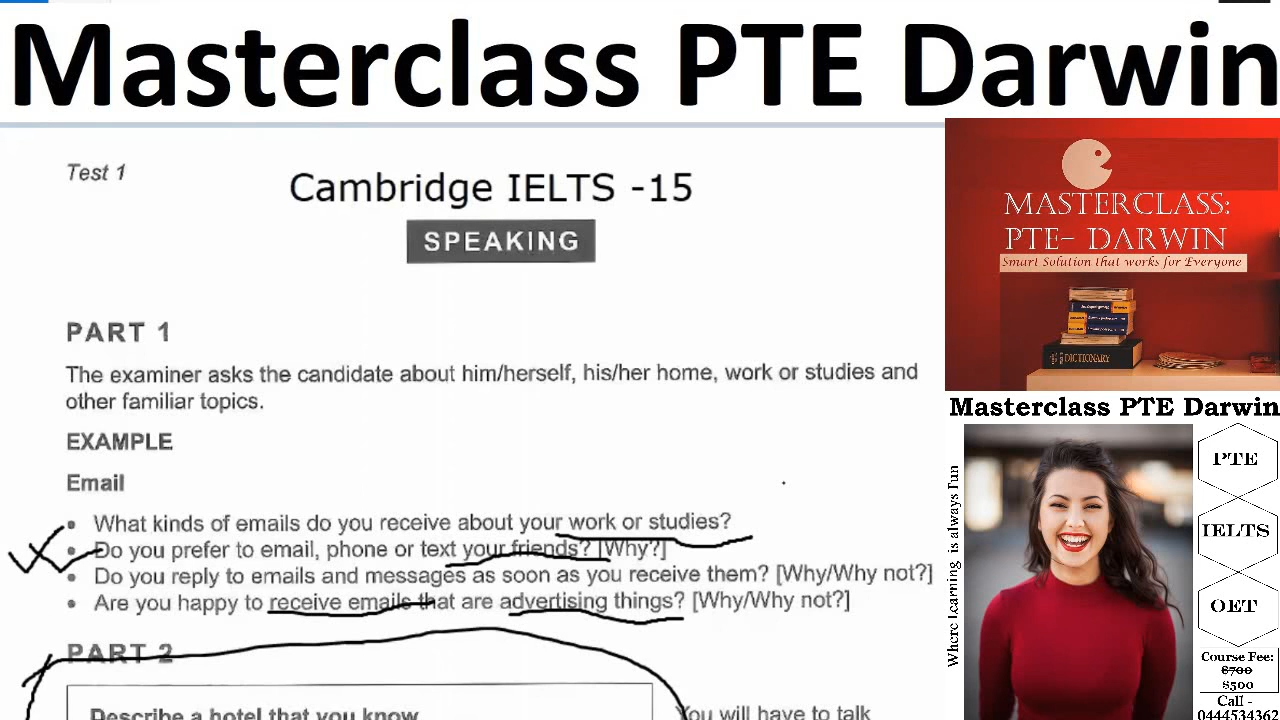 Masterclass PTE Darwin
Test 1
Cambridge IELTS -15
SPEAKING
PART 1
The examiner asks the candidate about him/herself, his/her home, work or studies and
other familiar topics.
EXAMPLE
Email
• What kinds of emails do you receive about your work or studies?
• Do you prefer to email, phone or text your friends? [Why?]
• Do you reply to emails and messages as soon as you receive them? [Why/Why not?]
• Are you happy to receive emails that are advertising things? [Why/Why not?]
PART 2
Describe a hotel that you know
You will have to talk
MASTERCLASS:
PTE- DARWIN
Smart Solution that works for Everyone
DICTIONARY
Masterclass PTE Darwin
Where Learning is always Fun
PTE
IELTS
OET
Course Fee:
$700
$500
Call -
0444534362